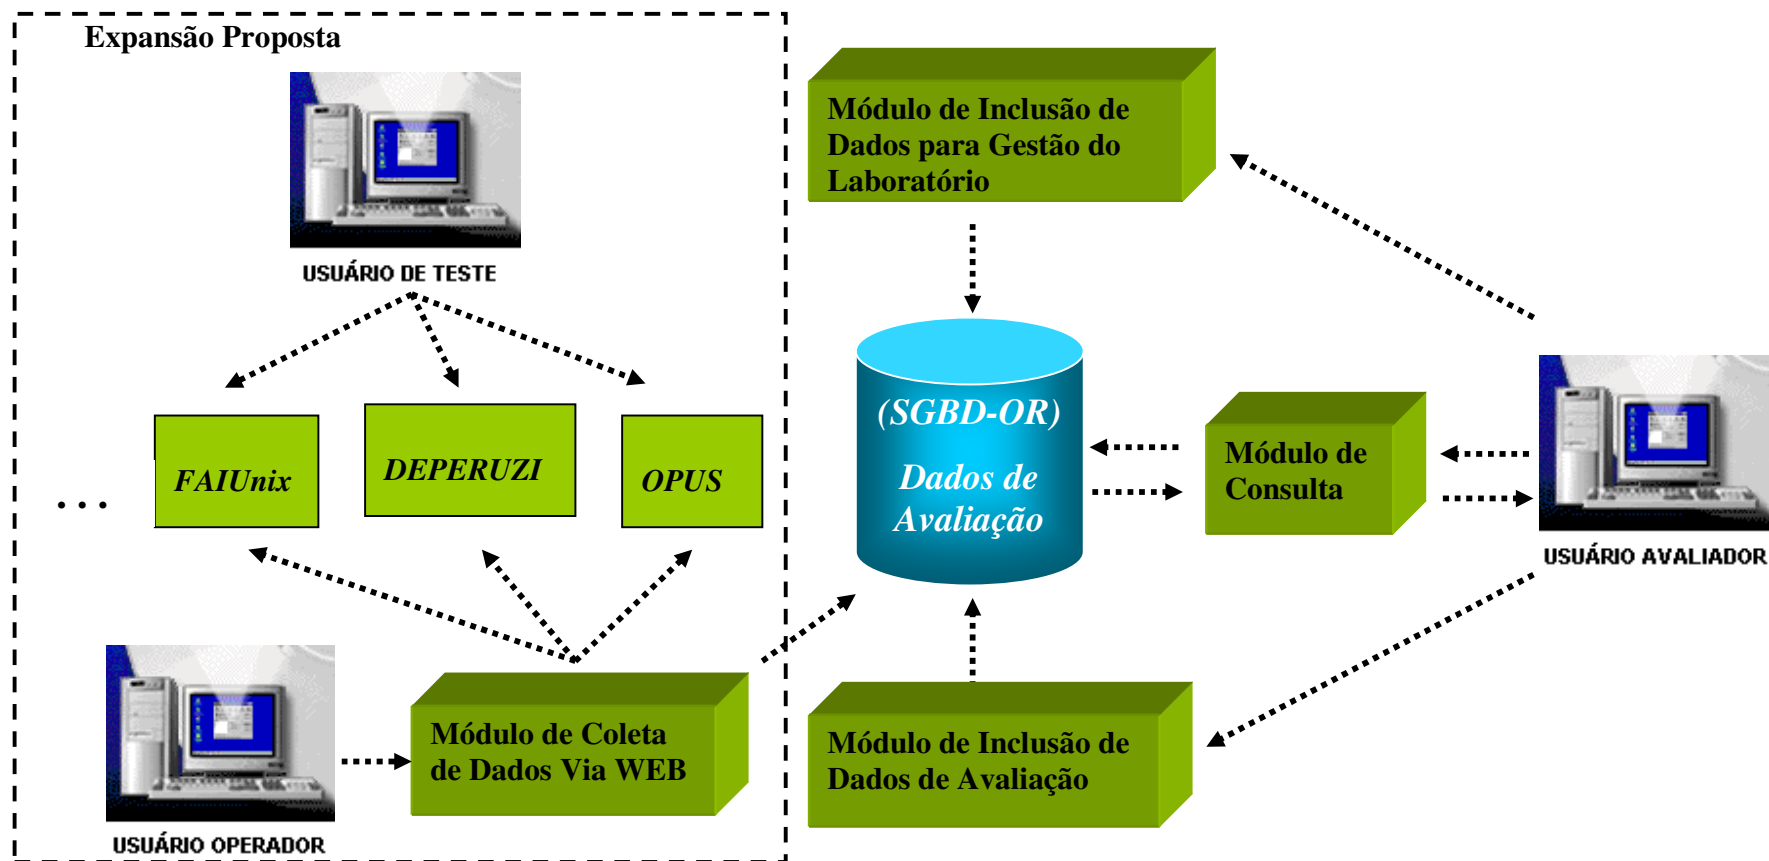 Expansão Proposta
USUÁRIO DE TESTE
FAIUnix
DEPERUZI
OPUS
. . .
USUÁRIO OPERADOR
Módulo de Coleta
de Dados Via WEB
Módulo de Inclusão de
Dados para Gestão do
Laboratório
(SGBD-OR)
Dados de
Avaliação
Módulo de
Consulta
USUÁRIO AVALIADOR
Módulo de Inclusão de
Dados de Avaliação